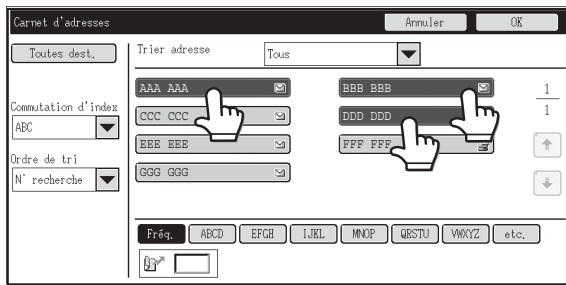 Carnet d'adresses Annuler OK
Toutes dest. Trier adresse Tous
AAA AAA BBB BBB
Commutation d'index
CCC CCC DDD DDD
ABC
EEE EEE FFF FFF
Ordre de tri
N° recherche
GGG GGG
1
1
Fréq. ABCD EFGH IJKL MNOP QRSTU VWXYZ etc.